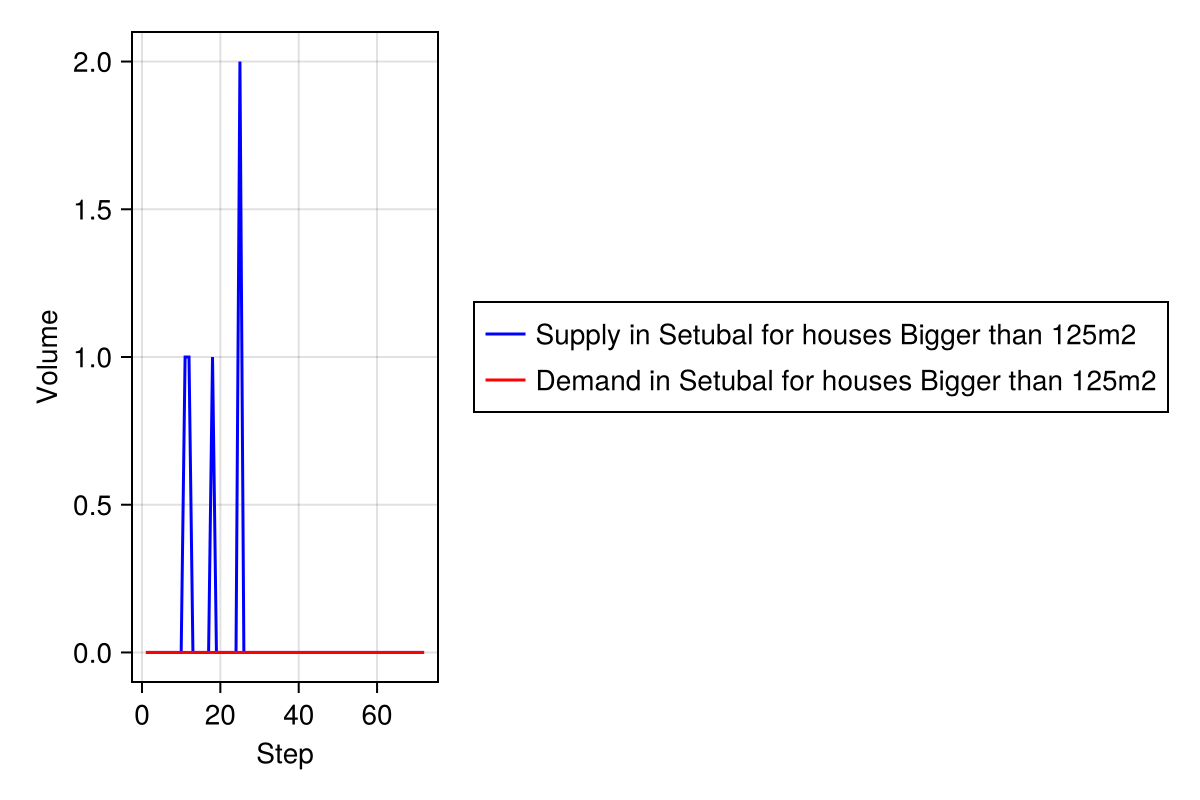 2.0
1.5
1.0
0.5
0.0
Volume
0 20 40 60
Step
Supply in Setubal for houses Bigger than 125m2
Demand in Setubal for houses Bigger than 125m2